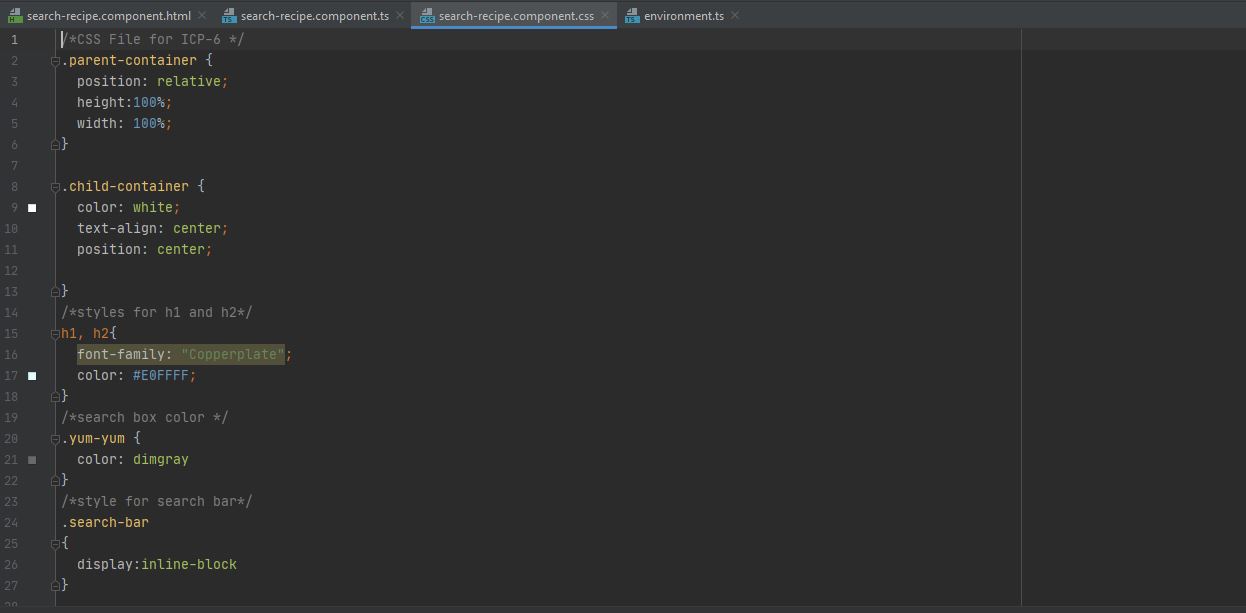 search-recipe.component.html search-recipe.component.ts search-recipe.component.css environment.ts
1 /*CSS File for ICP-6 */
2 .parent-container {
3 position: relative;
4 height:100%;
5 width: 100%;
6 }
7
8 .child-container {
9 color: white;
10 text-align: center;
11 position: center;
12
13 }
14 /*styles for h1 and h2*/
15 h1, h2{
16 font-family: "Copperplate";
17 color: #E0FFFF;
18 }
19 /*search box color */
20 .yum-yum {
21 color: dimgray
22 }
23 /*style for search bar*/
24 .search-bar
25 {
26 display:inline-block
27 }